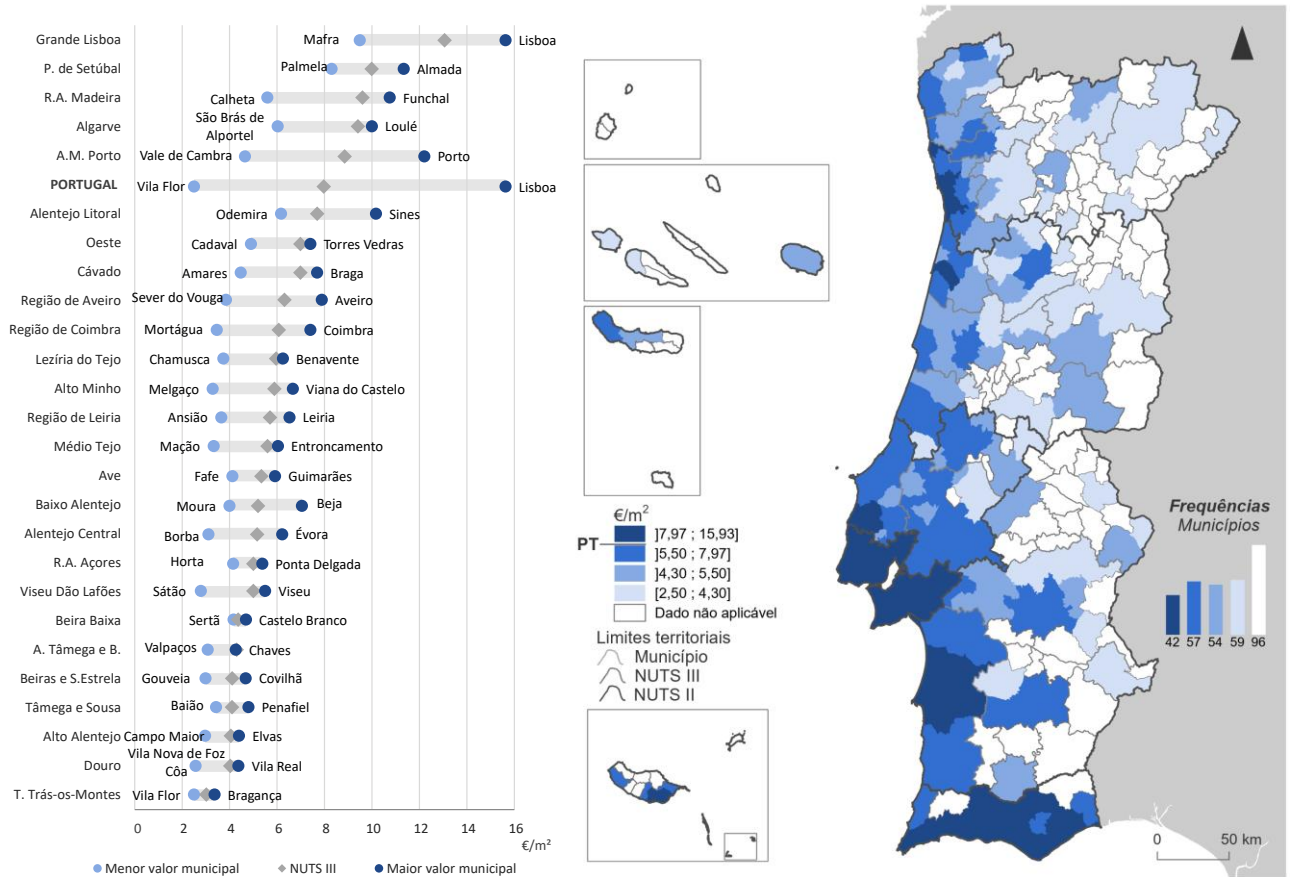 Grande Lisboa Mafra Lisboa
P. de Setúbal Palmela Almada
R.A. Madeira Calheta Funchal
Algarve São Brás de Alportel Loulé
A.M. Porto Vale de Cambra Porto
PORTUGAL Vila Flor Lisboa
Alentejo Litoral Odemira Sines
Oeste Cadaval Torres Vedras
Cávado Amares Braga
Região de Aveiro Sever do Vouga Aveiro
Região de Coimbra Mortágua Coimbra
Lezíria do Tejo Chamusca Benavente
Alto Minho Melgaço Viana do Castelo
Região de Leiria Ansião Leiria
Médio Tejo Mação Entroncamento
Ave Fafe Guimarães
Baixo Alentejo Moura Beja
Alentejo Central Borba Évora
R.A. Açores Horta Ponta Delgada
Viseu Dão Lafões Sátão Viseu
Beira Baixa Sertã Castelo Branco
A. Tâmega e B. Valpaços Chaves
Beiras e S.Estrela Gouveia Covilhã
Tâmega e Sousa Baião Penafiel
Alto Alentejo Campo Maior Elvas
Douro Vila Nova de Foz Côa Vila Real
T. Trás-os-Montes Vila Flor Bragança
0 2 4 6 8 10 12 14 16
€/m²
Menor valor municipal NUTS III Maior valor municipal
€/m²
PT
]7,97 ; 15,93]
]5,50 ; 7,97]
]4,30 ; 5,50]
[2,50 ; 4,30]
Dado não aplicável
Limites territoriais
Município
NUTS III
NUTS II
Frequências
Municípios
42 57 54 59 96
0 50 km